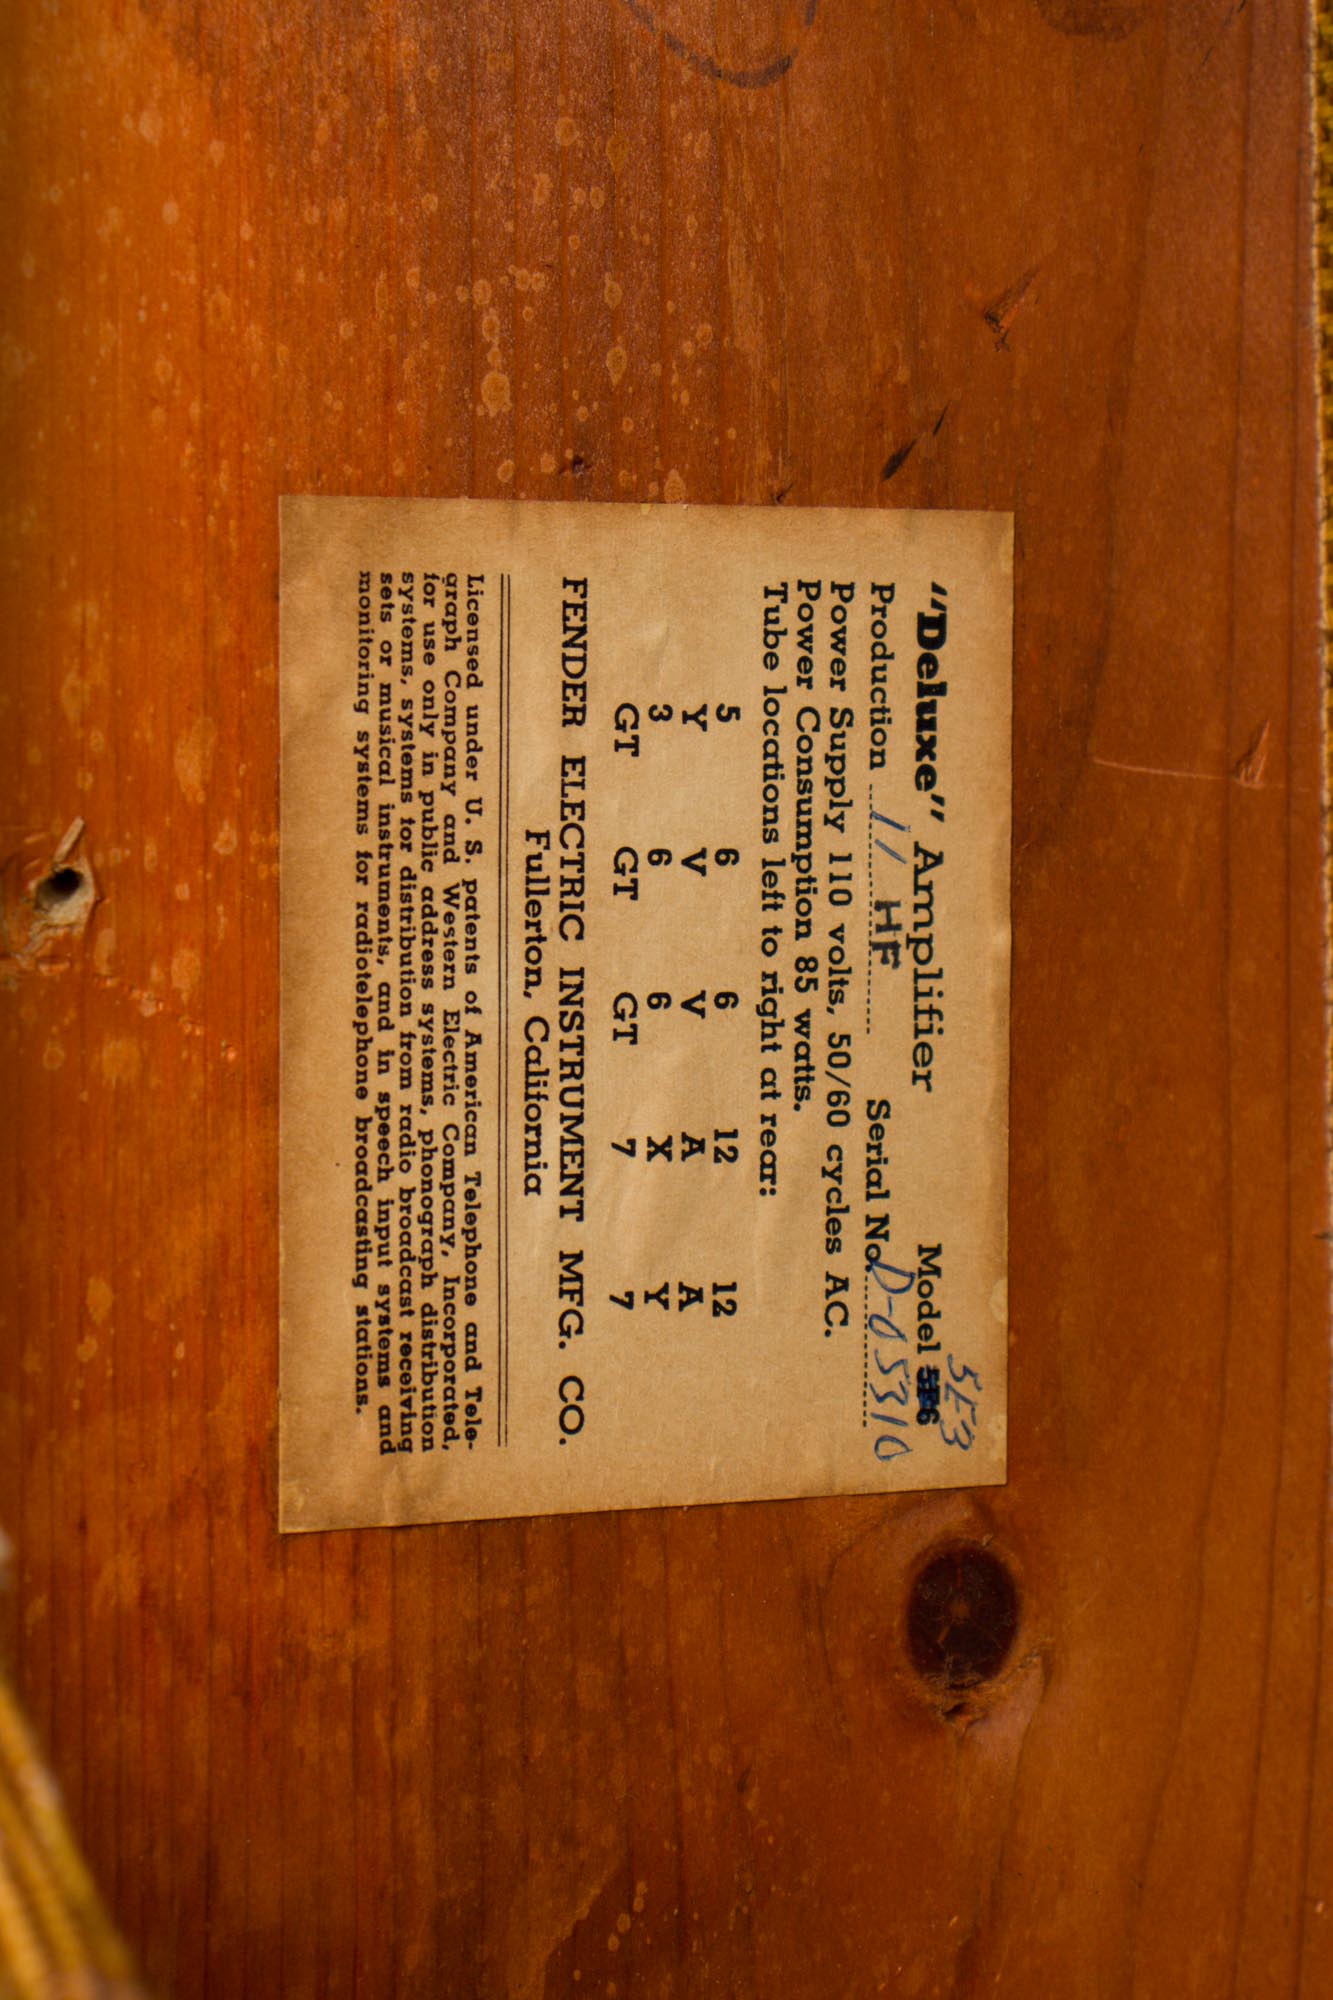 5E3
"Deluxe" Amplifier Model 5E6
Production 11 HF Serial No. D-05310
Power Supply 110 volts, 50/60 cycles AC.
Power Consumption 85 watts.
Tube locations left to right at rear:
5 6 6 12 12
Y V V A A
3 6 6 X Y
GT GT GT 7 7
FENDER ELECTRIC INSTRUMENT MFG. CO.
Fullerton, California
Licensed under U. S. patents of American Telephone and Tele-
graph Company and Western Electric Company, Incorporated,
for use only in public address systems, phonograph distribution
systems, systems for distribution from radio broadcast receiving
sets or musical instruments, and in speech input systems and
monitoring systems for radiotelephone broadcasting stations.